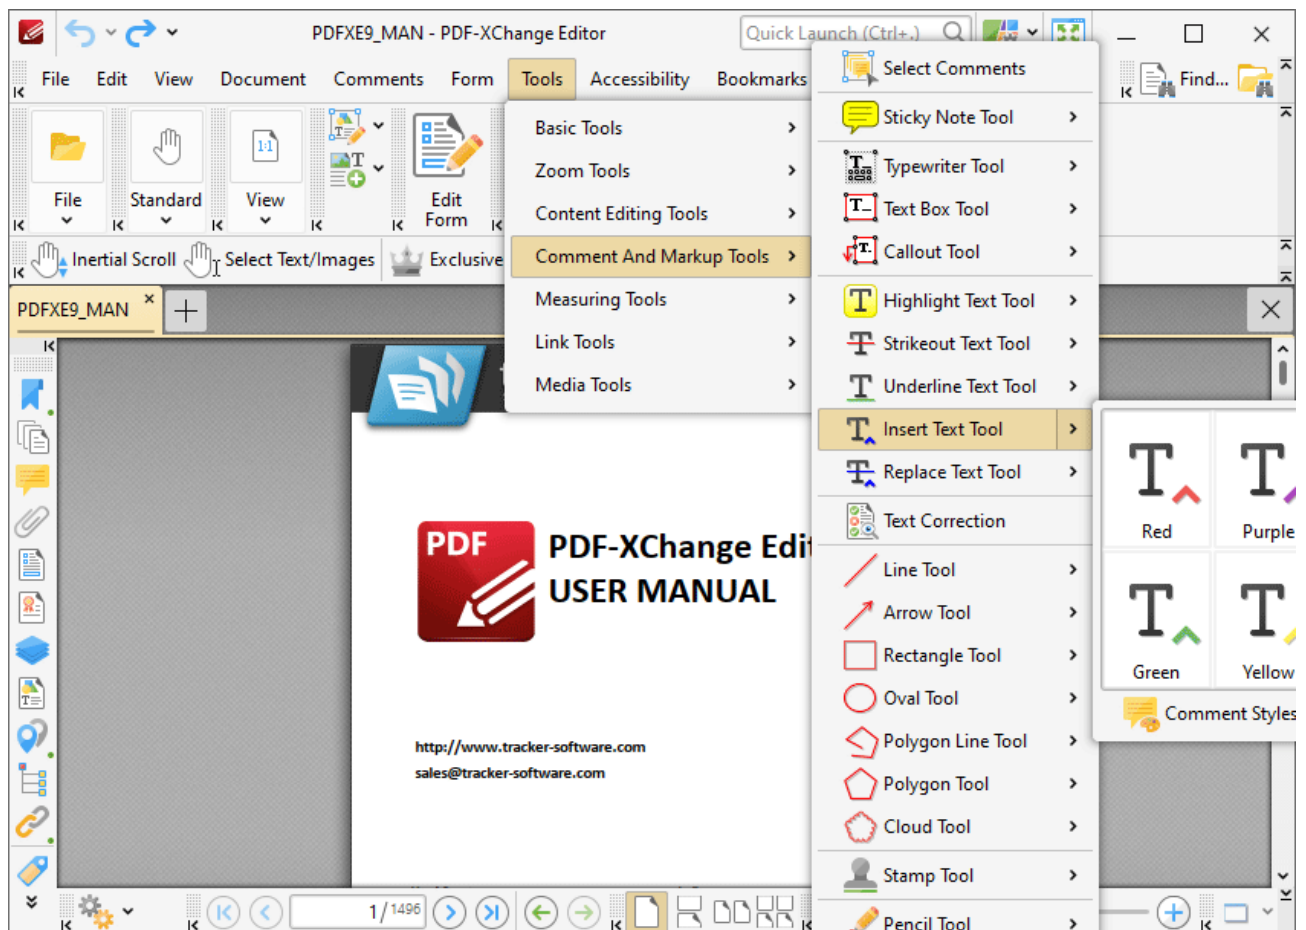 PDFXE9_MAN - PDF-XChange Editor
Quick Launch (Ctrl+.)
File Edit View Document Comments Form Tools Accessibility Bookmarks
Find...
File
Standard
View
1:1
Edit
Form
Inertial Scroll
Select Text/Images
Exclusive
PDFXE9_MAN
Basic Tools
Zoom Tools
Content Editing Tools
Comment And Markup Tools
Measuring Tools
Link Tools
Media Tools
Select Comments
Sticky Note Tool
Typewriter Tool
Text Box Tool
Callout Tool
Highlight Text Tool
Strikeout Text Tool
Underline Text Tool
Insert Text Tool
Replace Text Tool
Text Correction
Line Tool
Arrow Tool
Rectangle Tool
Oval Tool
Polygon Line Tool
Polygon Tool
Cloud Tool
Stamp Tool
Pencil Tool
Red
Purple
Green
Yellow
Comment Styles
PDF
PDF-XChange Edit
USER MANUAL
http://www.tracker-software.com
sales@tracker-software.com
1/1496